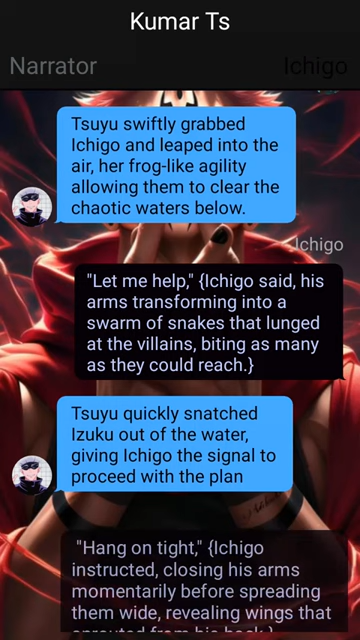 Kumar Ts
Narrator
Ichigo
Tsuyu swiftly grabbed
Ichigo and leaped into the
air, her frog-like agility
allowing them to clear the
chaotic waters below.
Ichigo
"Let me help," {Ichigo said, his
arms transforming into a
swarm of snakes that lunged
at the villains, biting as many
as they could reach.}
Tsuyu quickly snatched
Izuku out of the water,
giving Ichigo the signal to
proceed with the plan
"Hang on tight," {Ichigo
instructed, closing his arms
momentarily before spreading
them wide, revealing wings that
sprouted from his back.}